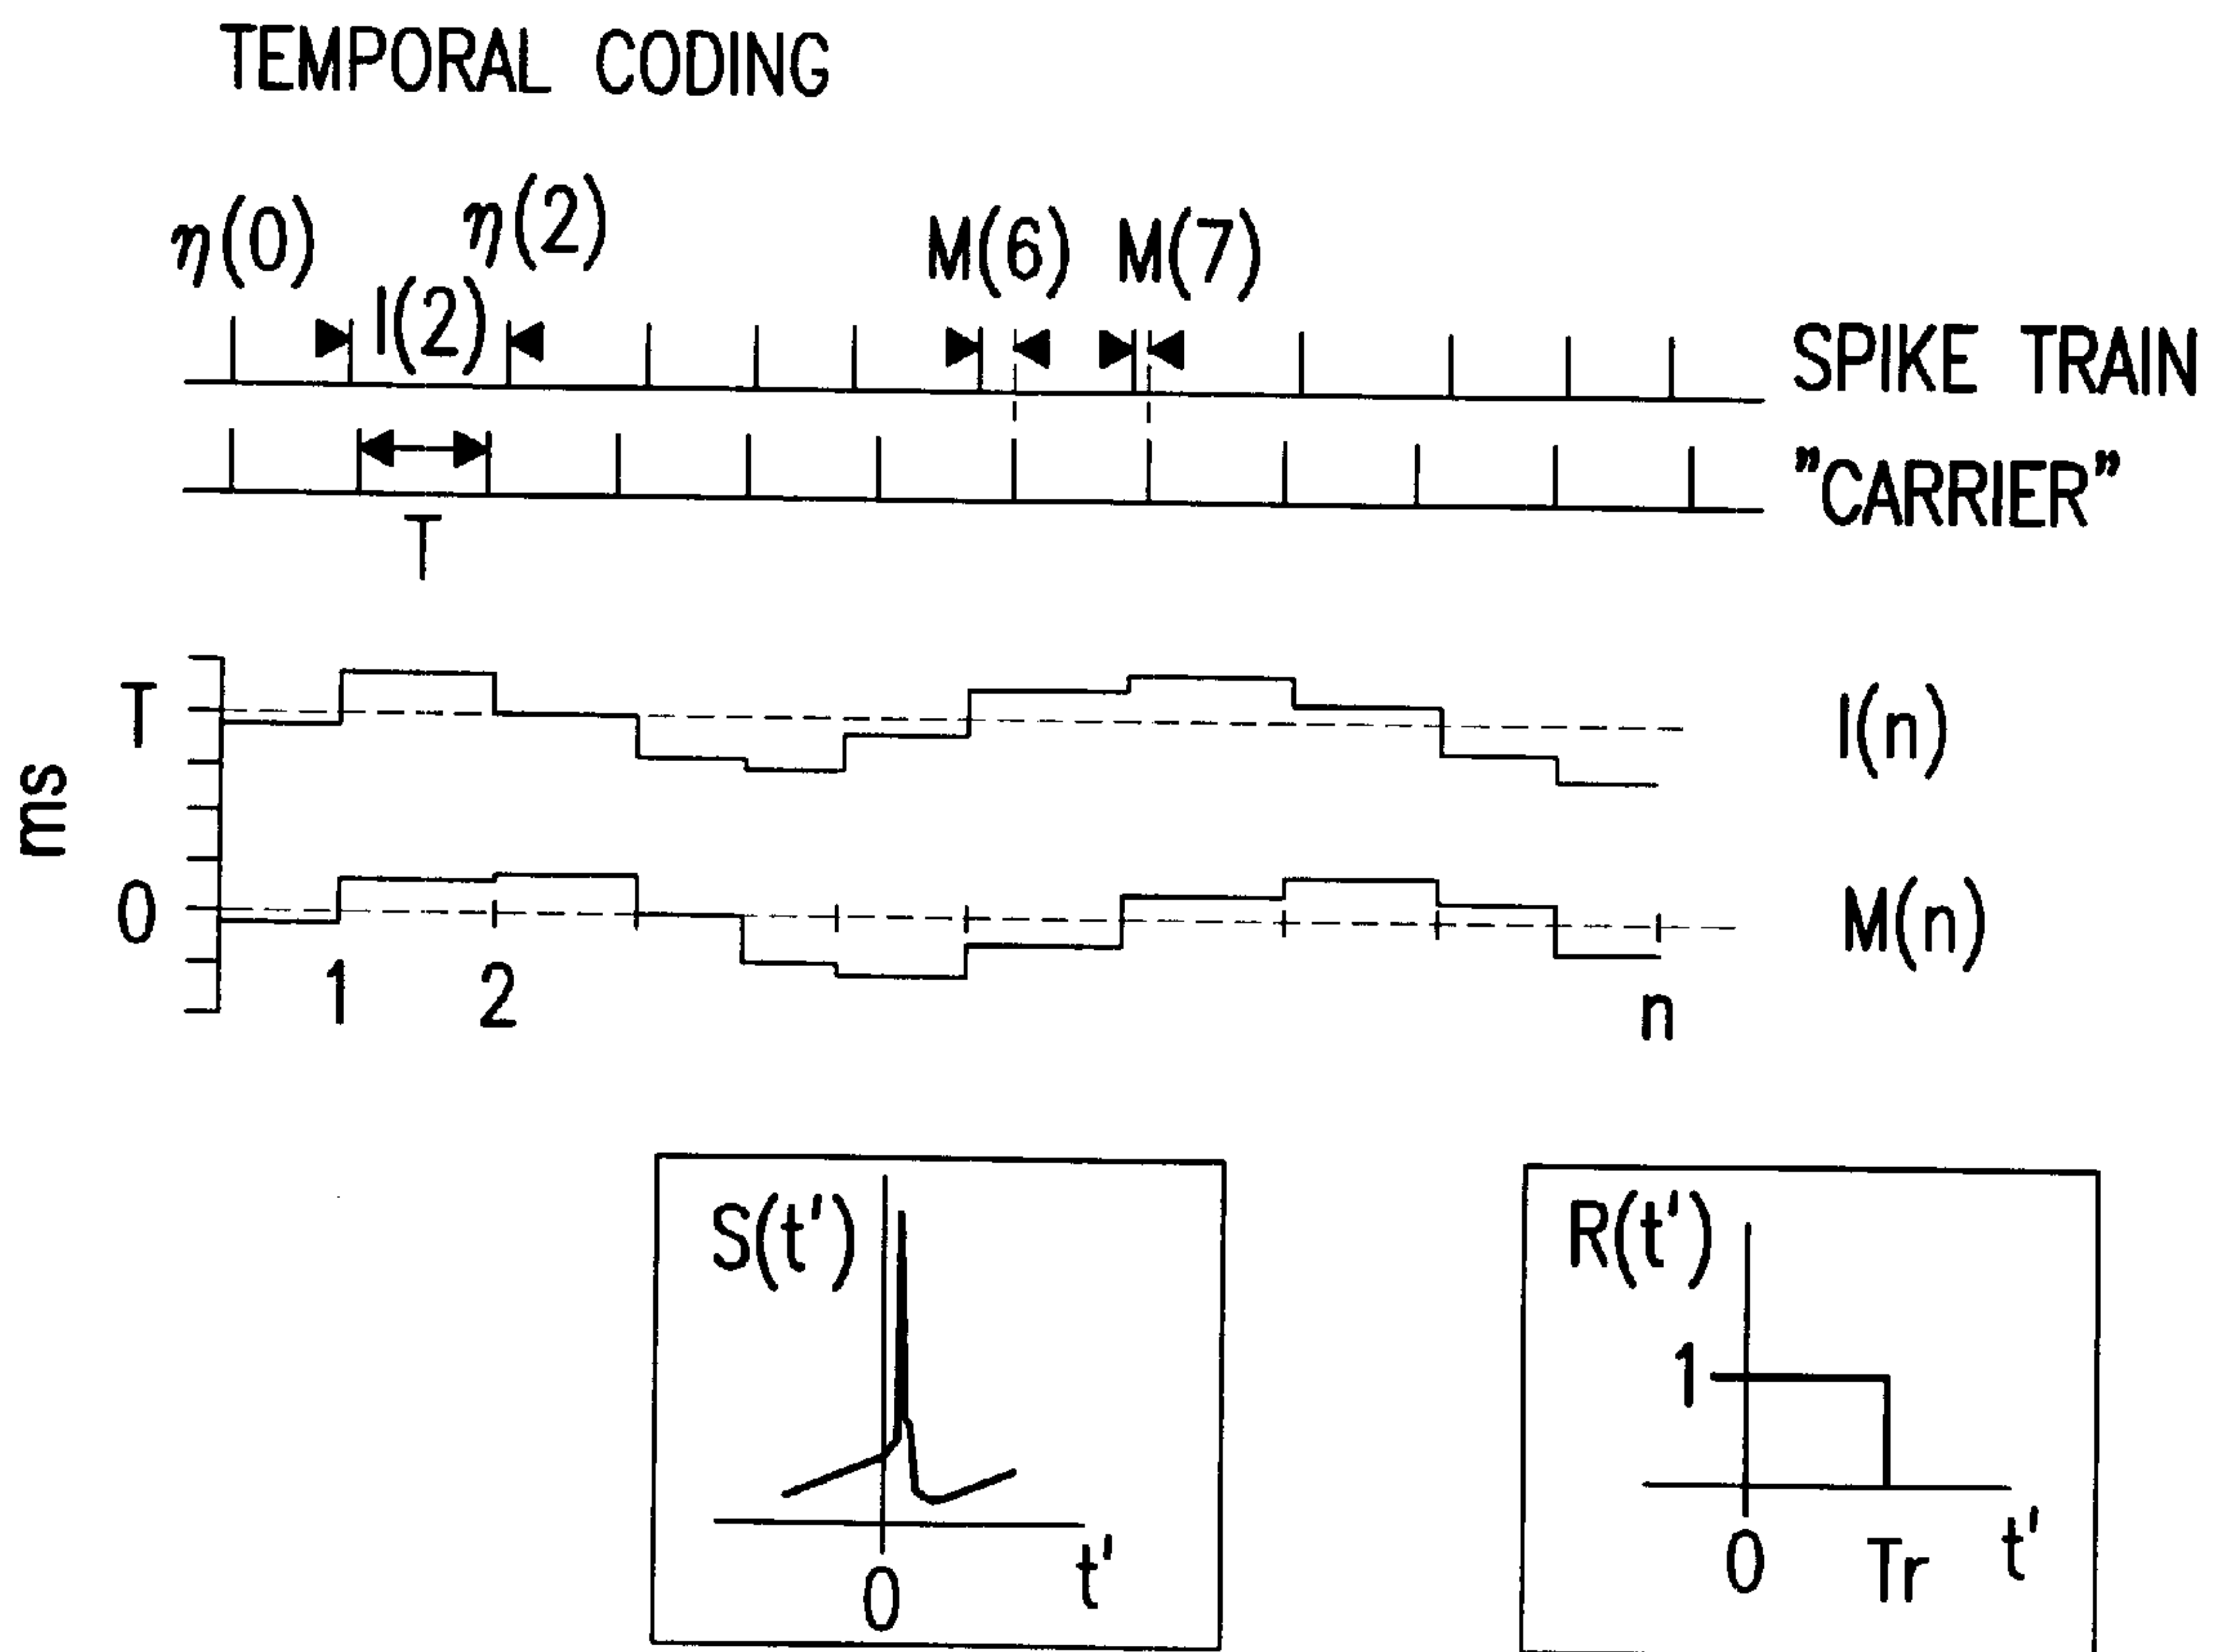 TEMPORAL CODING
η(0)
η(2)
M(6)
M(7)
I(2)
SPIKE TRAIN
"CARRIER"
T
T
I(n)
ms
0
M(n)
1
2
n
S(t')
0
t'
R(t')
1
0
Tr
t'